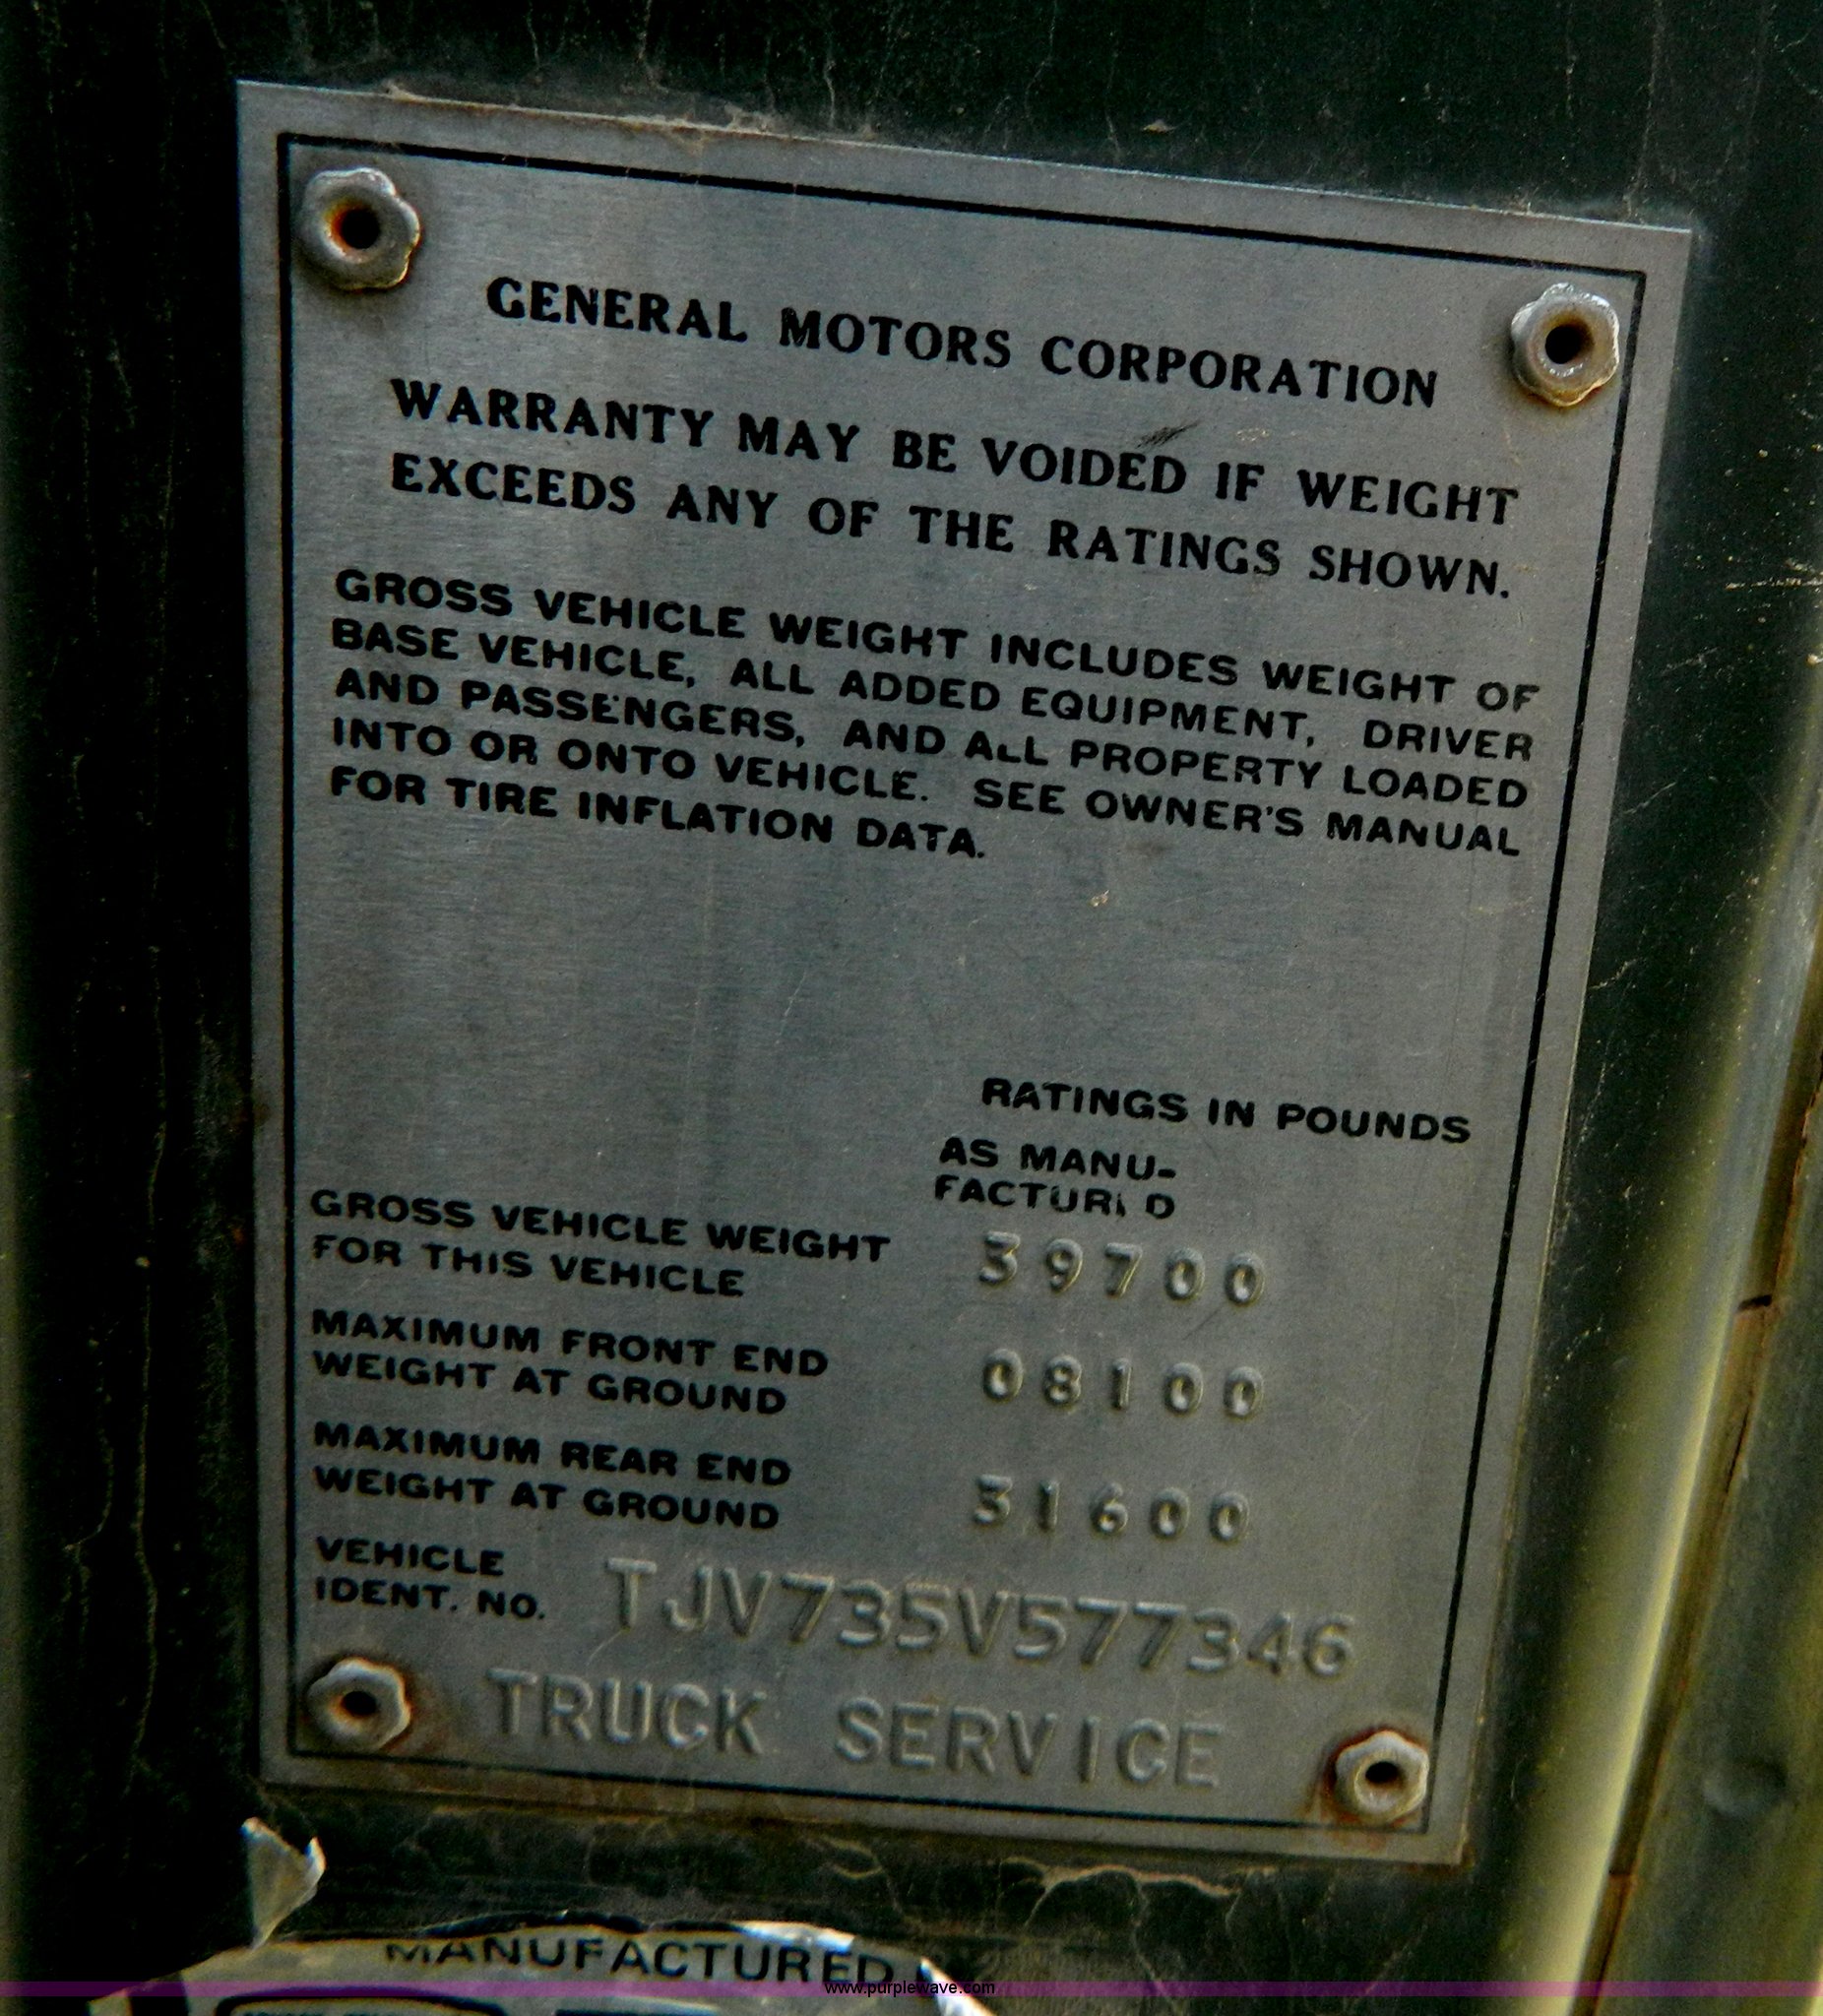 GENERAL MOTORS CORPORATION
WARRANTY MAY BE VOIDED IF WEIGHT
EXCEEDS ANY OF THE RATINGS SHOWN.
GROSS VEHICLE WEIGHT INCLUDES WEIGHT OF
BASE VEHICLE, ALL ADDED EQUIPMENT, DRIVER
AND PASSENGERS, AND ALL PROPERTY LOADED
INTO OR ONTO VEHICLE. SEE OWNER'S MANUAL
FOR TIRE INFLATION DATA.
RATINGS IN POUNDS
AS MANU-
FACTURED
GROSS VEHICLE WEIGHT
FOR THIS VEHICLE 39700
MAXIMUM FRONT END
WEIGHT AT GROUND 08100
MAXIMUM REAR END
WEIGHT AT GROUND 31600
VEHICLE
IDENT. NO. TJV735V577346
TRUCK SERVICE
MANUFACTURED
www.purplewave.com